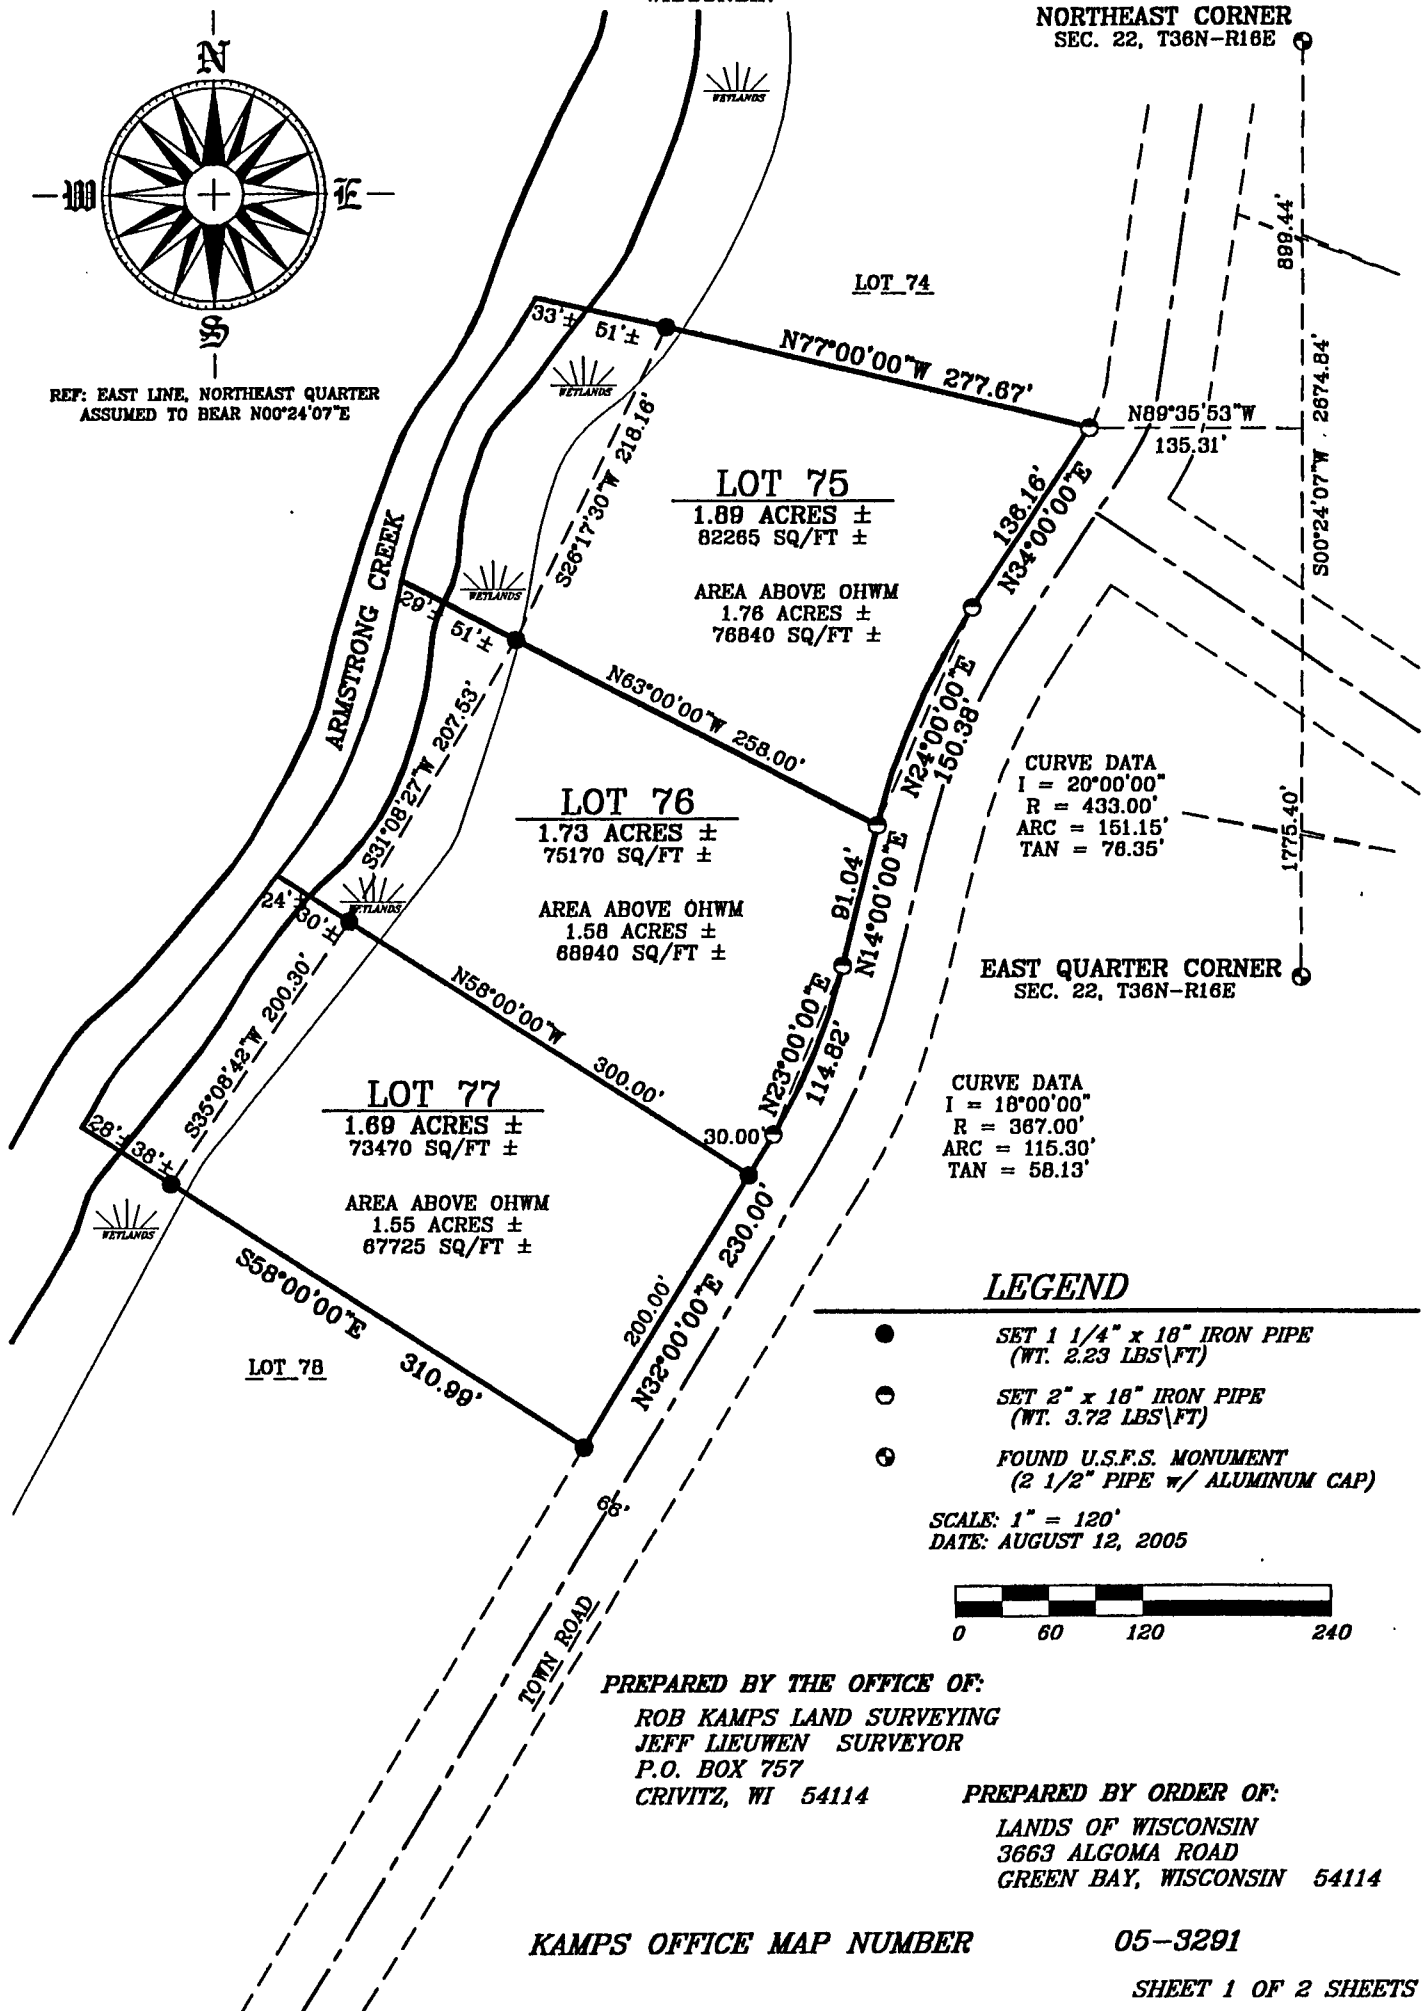 NORTHEAST CORNER
SEC. 22, T36N-R16E
N
W
E
S
REF: EAST LINE, NORTHEAST QUARTER
ASSUMED TO BEAR N00°24'07"E
WETLANDS
899.44'
LOT 74
33'±
51'±
N77°00'00"W 277.67'
WETLANDS
N89°35'53"W
135.31'
S00°24'07"W 2674.84'
S26°17'30"W 218.16'
LOT 75
1.89 ACRES ±
82265 SQ/FT ±
AREA ABOVE OHWM
1.76 ACRES ±
76840 SQ/FT ±
136.16'
N34°00'00"E
ARMSTRONG CREEK
WETLANDS
29'±
51'±
N63°00'00"W 258.00'
N24°00'00"E
150.38'
S31°08'27"W 207.53'
CURVE DATA
I = 20°00'00"
R = 433.00'
ARC = 151.15'
TAN = 76.35'
1775.40'
LOT 76
1.73 ACRES ±
75170 SQ/FT ±
AREA ABOVE OHWM
1.58 ACRES ±
68940 SQ/FT ±
91.04'
N14°00'00"E
24'±
30'±
WETLANDS
EAST QUARTER CORNER
SEC. 22, T36N-R16E
N58°00'00"W 300.00'
S35°08'42"W 200.30'
N23°00'00"E
114.82'
30.00'
LOT 77
1.69 ACRES ±
73470 SQ/FT ±
AREA ABOVE OHWM
1.55 ACRES ±
67725 SQ/FT ±
CURVE DATA
I = 18°00'00"
R = 367.00'
ARC = 115.30'
TAN = 58.13'
28'±
38'±
WETLANDS
S58°00'00"E 310.99'
200.00'
N32°00'00"E 230.00'
LOT 78
66'
TOWN ROAD
LEGEND
SET 1 1/4" x 18" IRON PIPE
(WT. 2.23 LBS\FT)
SET 2" x 18" IRON PIPE
(WT. 3.72 LBS\FT)
FOUND U.S.F.S. MONUMENT
(2 1/2" PIPE w/ ALUMINUM CAP)
SCALE: 1" = 120'
DATE: AUGUST 12, 2005
0 60 120 240
PREPARED BY THE OFFICE OF:
ROB KAMPS LAND SURVEYING
JEFF LIEUWEN SURVEYOR
P.O. BOX 757
CRIVITZ, WI 54114
PREPARED BY ORDER OF:
LANDS OF WISCONSIN
3663 ALGOMA ROAD
GREEN BAY, WISCONSIN 54114
KAMPS OFFICE MAP NUMBER 05-3291
SHEET 1 OF 2 SHEETS